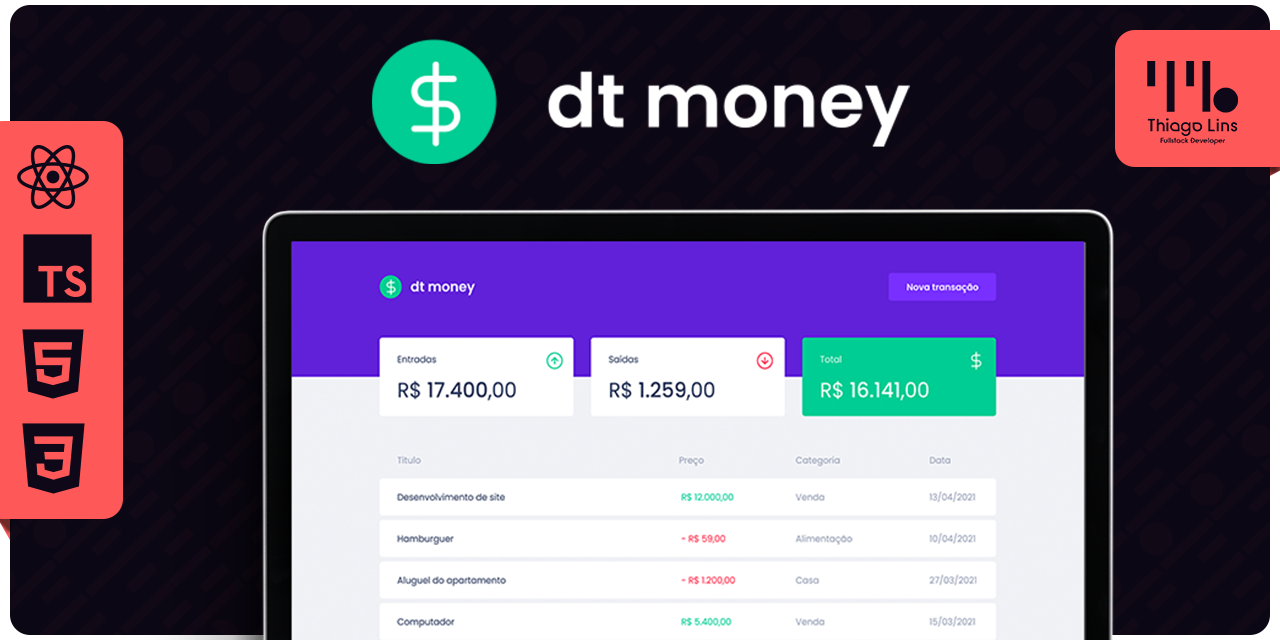 dt money
Thiago Lins
Fullstack Developer
TS
5
3
dt money
Nova transação
Entradas
R$ 17.400,00
Saídas
R$ 1.259,00
Total
R$ 16.141,00
Título Preço Categoria Data
Desenvolvimento de site R$ 12.000,00 Venda 13/04/2021
Hamburguer - R$ 59,00 Alimentação 10/04/2021
Aluguel do apartamento - R$ 1.200,00 Casa 27/03/2021
Computador R$ 5.400,00 Venda 15/03/2021